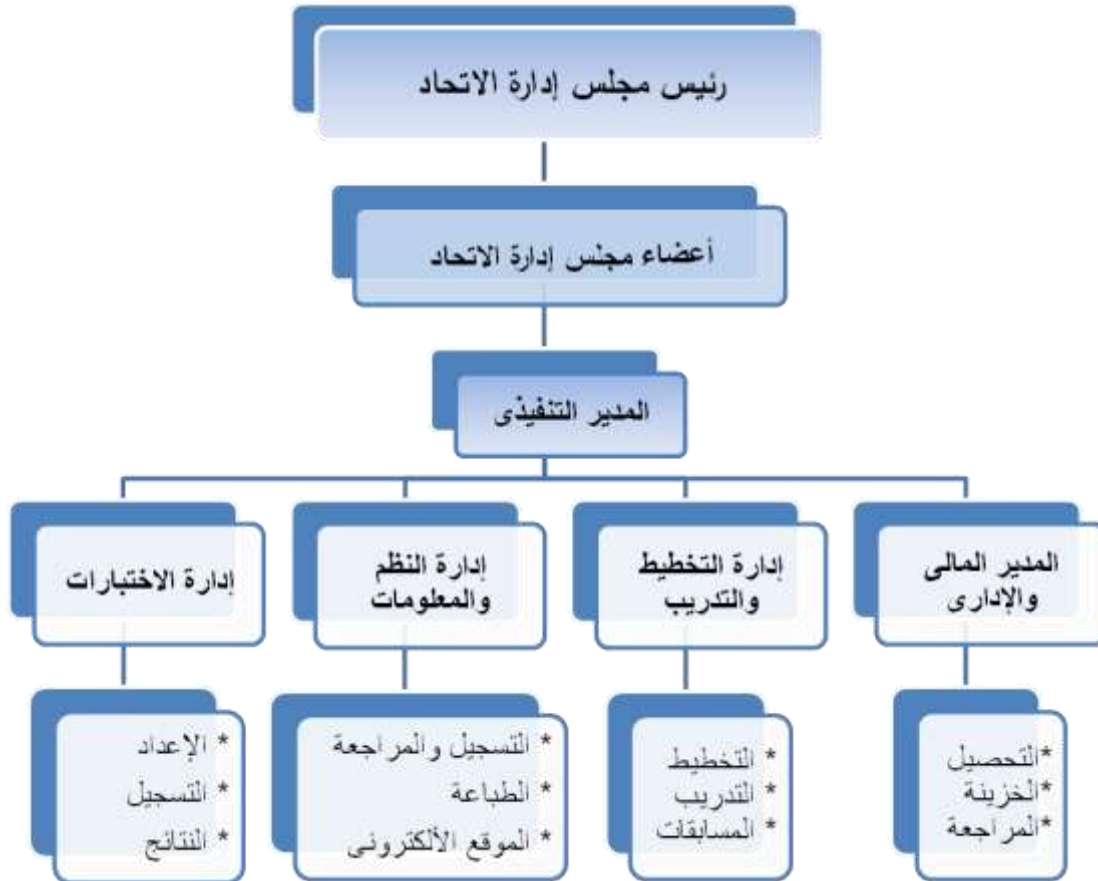 رئيس مجلس إدارة الاتحاد
أعضاء مجلس إدارة الاتحاد
المدير التنفيذى
المدير المالى
والإدارى
إدارة التخطيط
والتدريب
إدارة النظم
والمعلومات
إدارة الاختبارات
*التحصيل
*الخزينة
*المراجعة
* التخطيط
* التدريب
* المسابقات
* التسجيل والمراجعة
* الطباعة
* الموقع الألكترونى
* الإعداد
* التسجيل
* النتائج